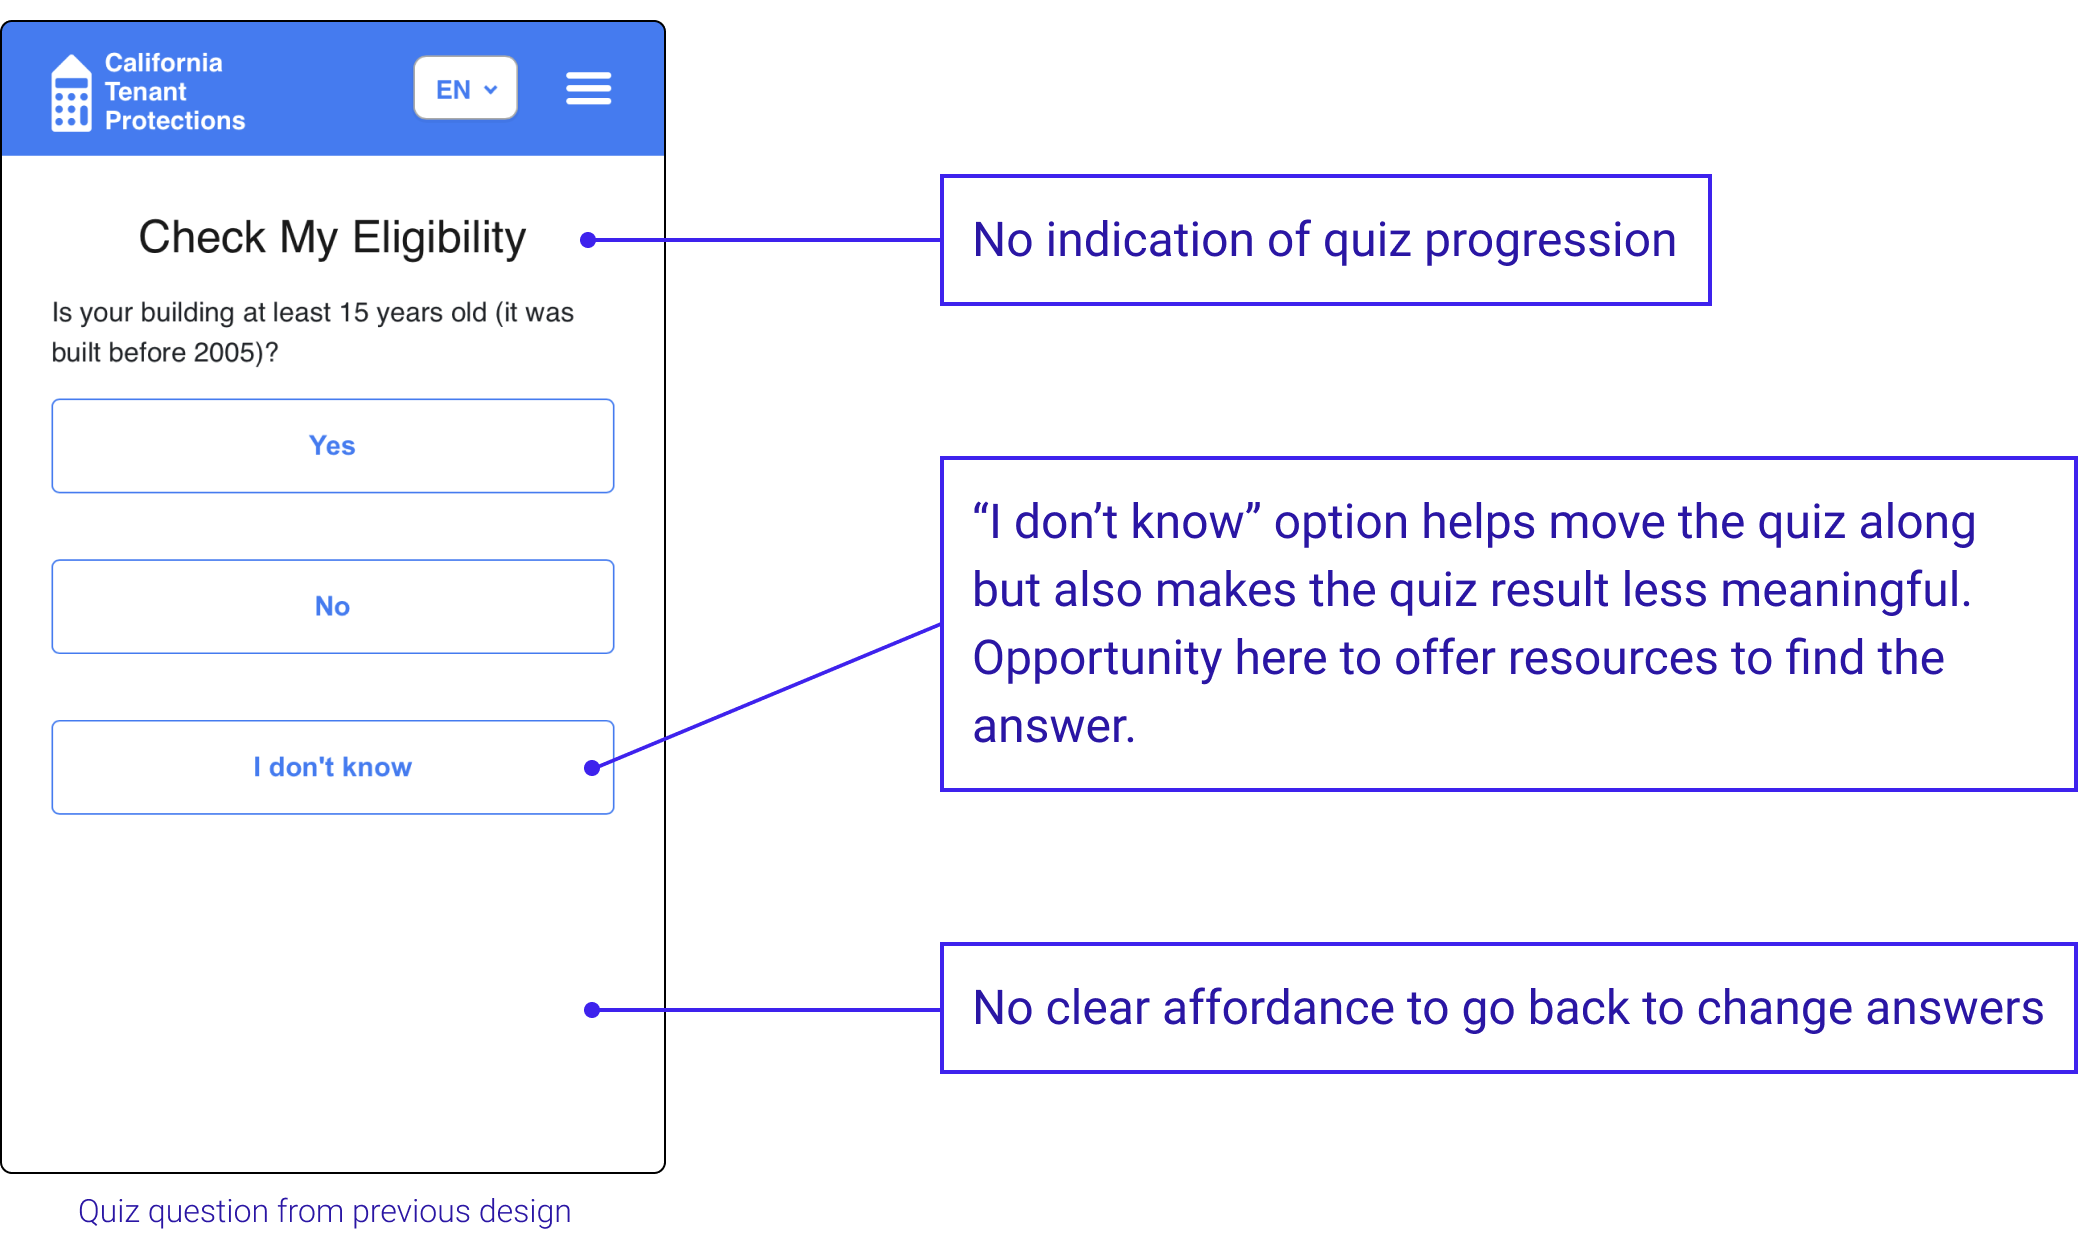 California
Tenant
Protections
EN
Check My Eligibility
Is your building at least 15 years old (it was
built before 2005)?
Yes
No
I don't know
No indication of quiz progression
“I don’t know” option helps move the quiz along
but also makes the quiz result less meaningful.
Opportunity here to offer resources to find the
answer.
No clear affordance to go back to change answers
Quiz question from previous design